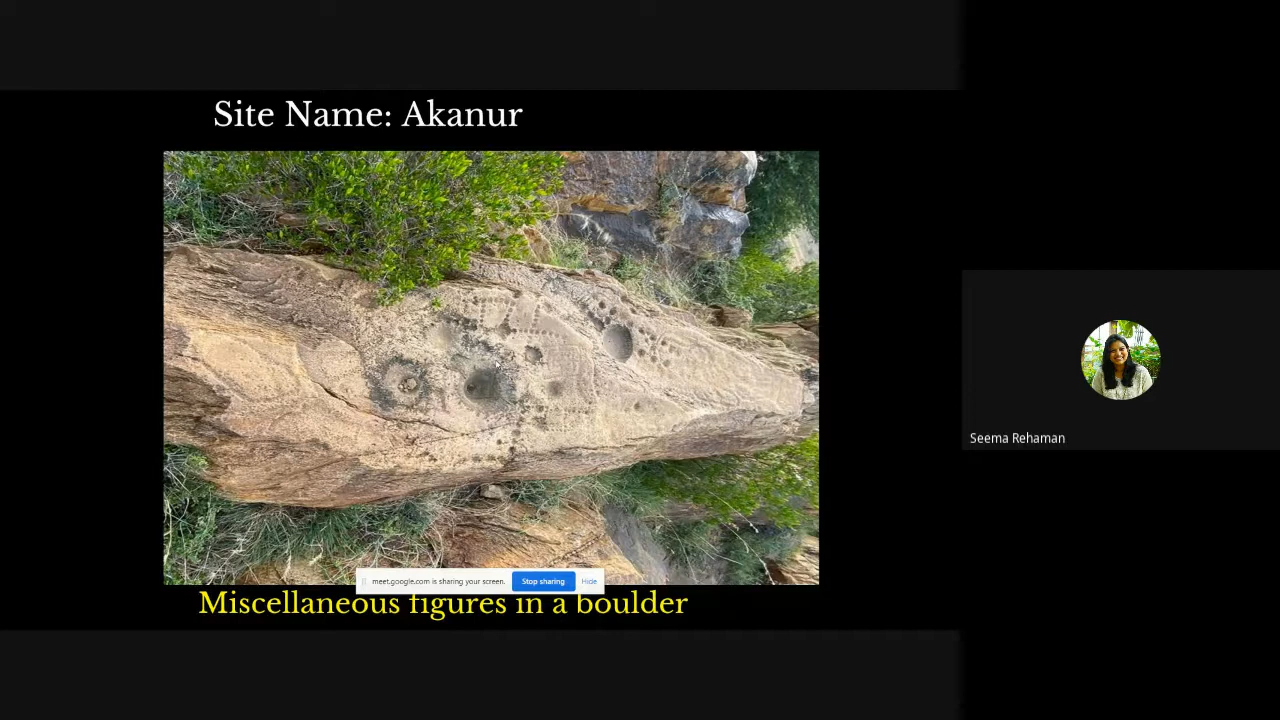 Site Name: Akanur
meet.google.com is sharing your screen. Stop sharing Hide
Miscellaneous figures in a boulder
Seema Rehaman